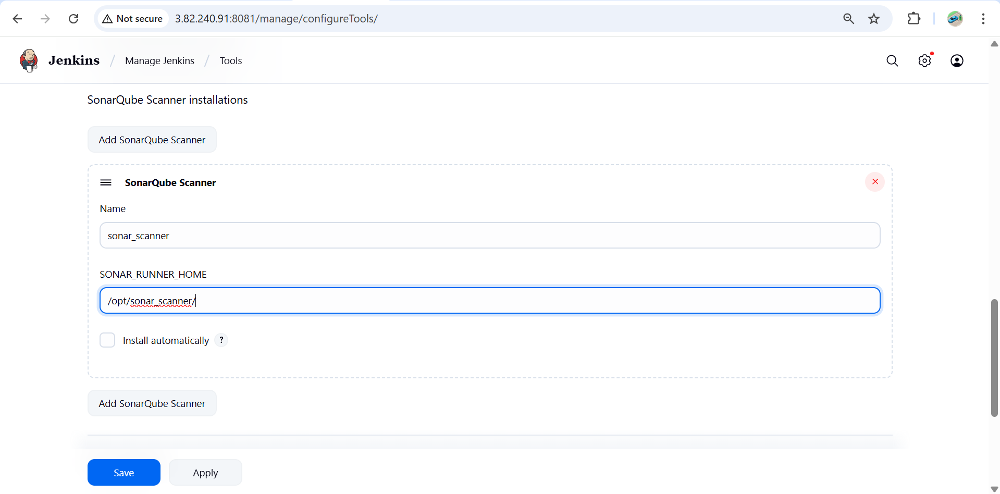 Not secure 3.82.240.91:8081/manage/configureTools/
Jenkins / Manage Jenkins / Tools
SonarQube Scanner installations
Add SonarQube Scanner
SonarQube Scanner
Name
sonar_scanner
SONAR_RUNNER_HOME
/opt/sonar_scanner/
Install automatically ?
Add SonarQube Scanner
Save Apply